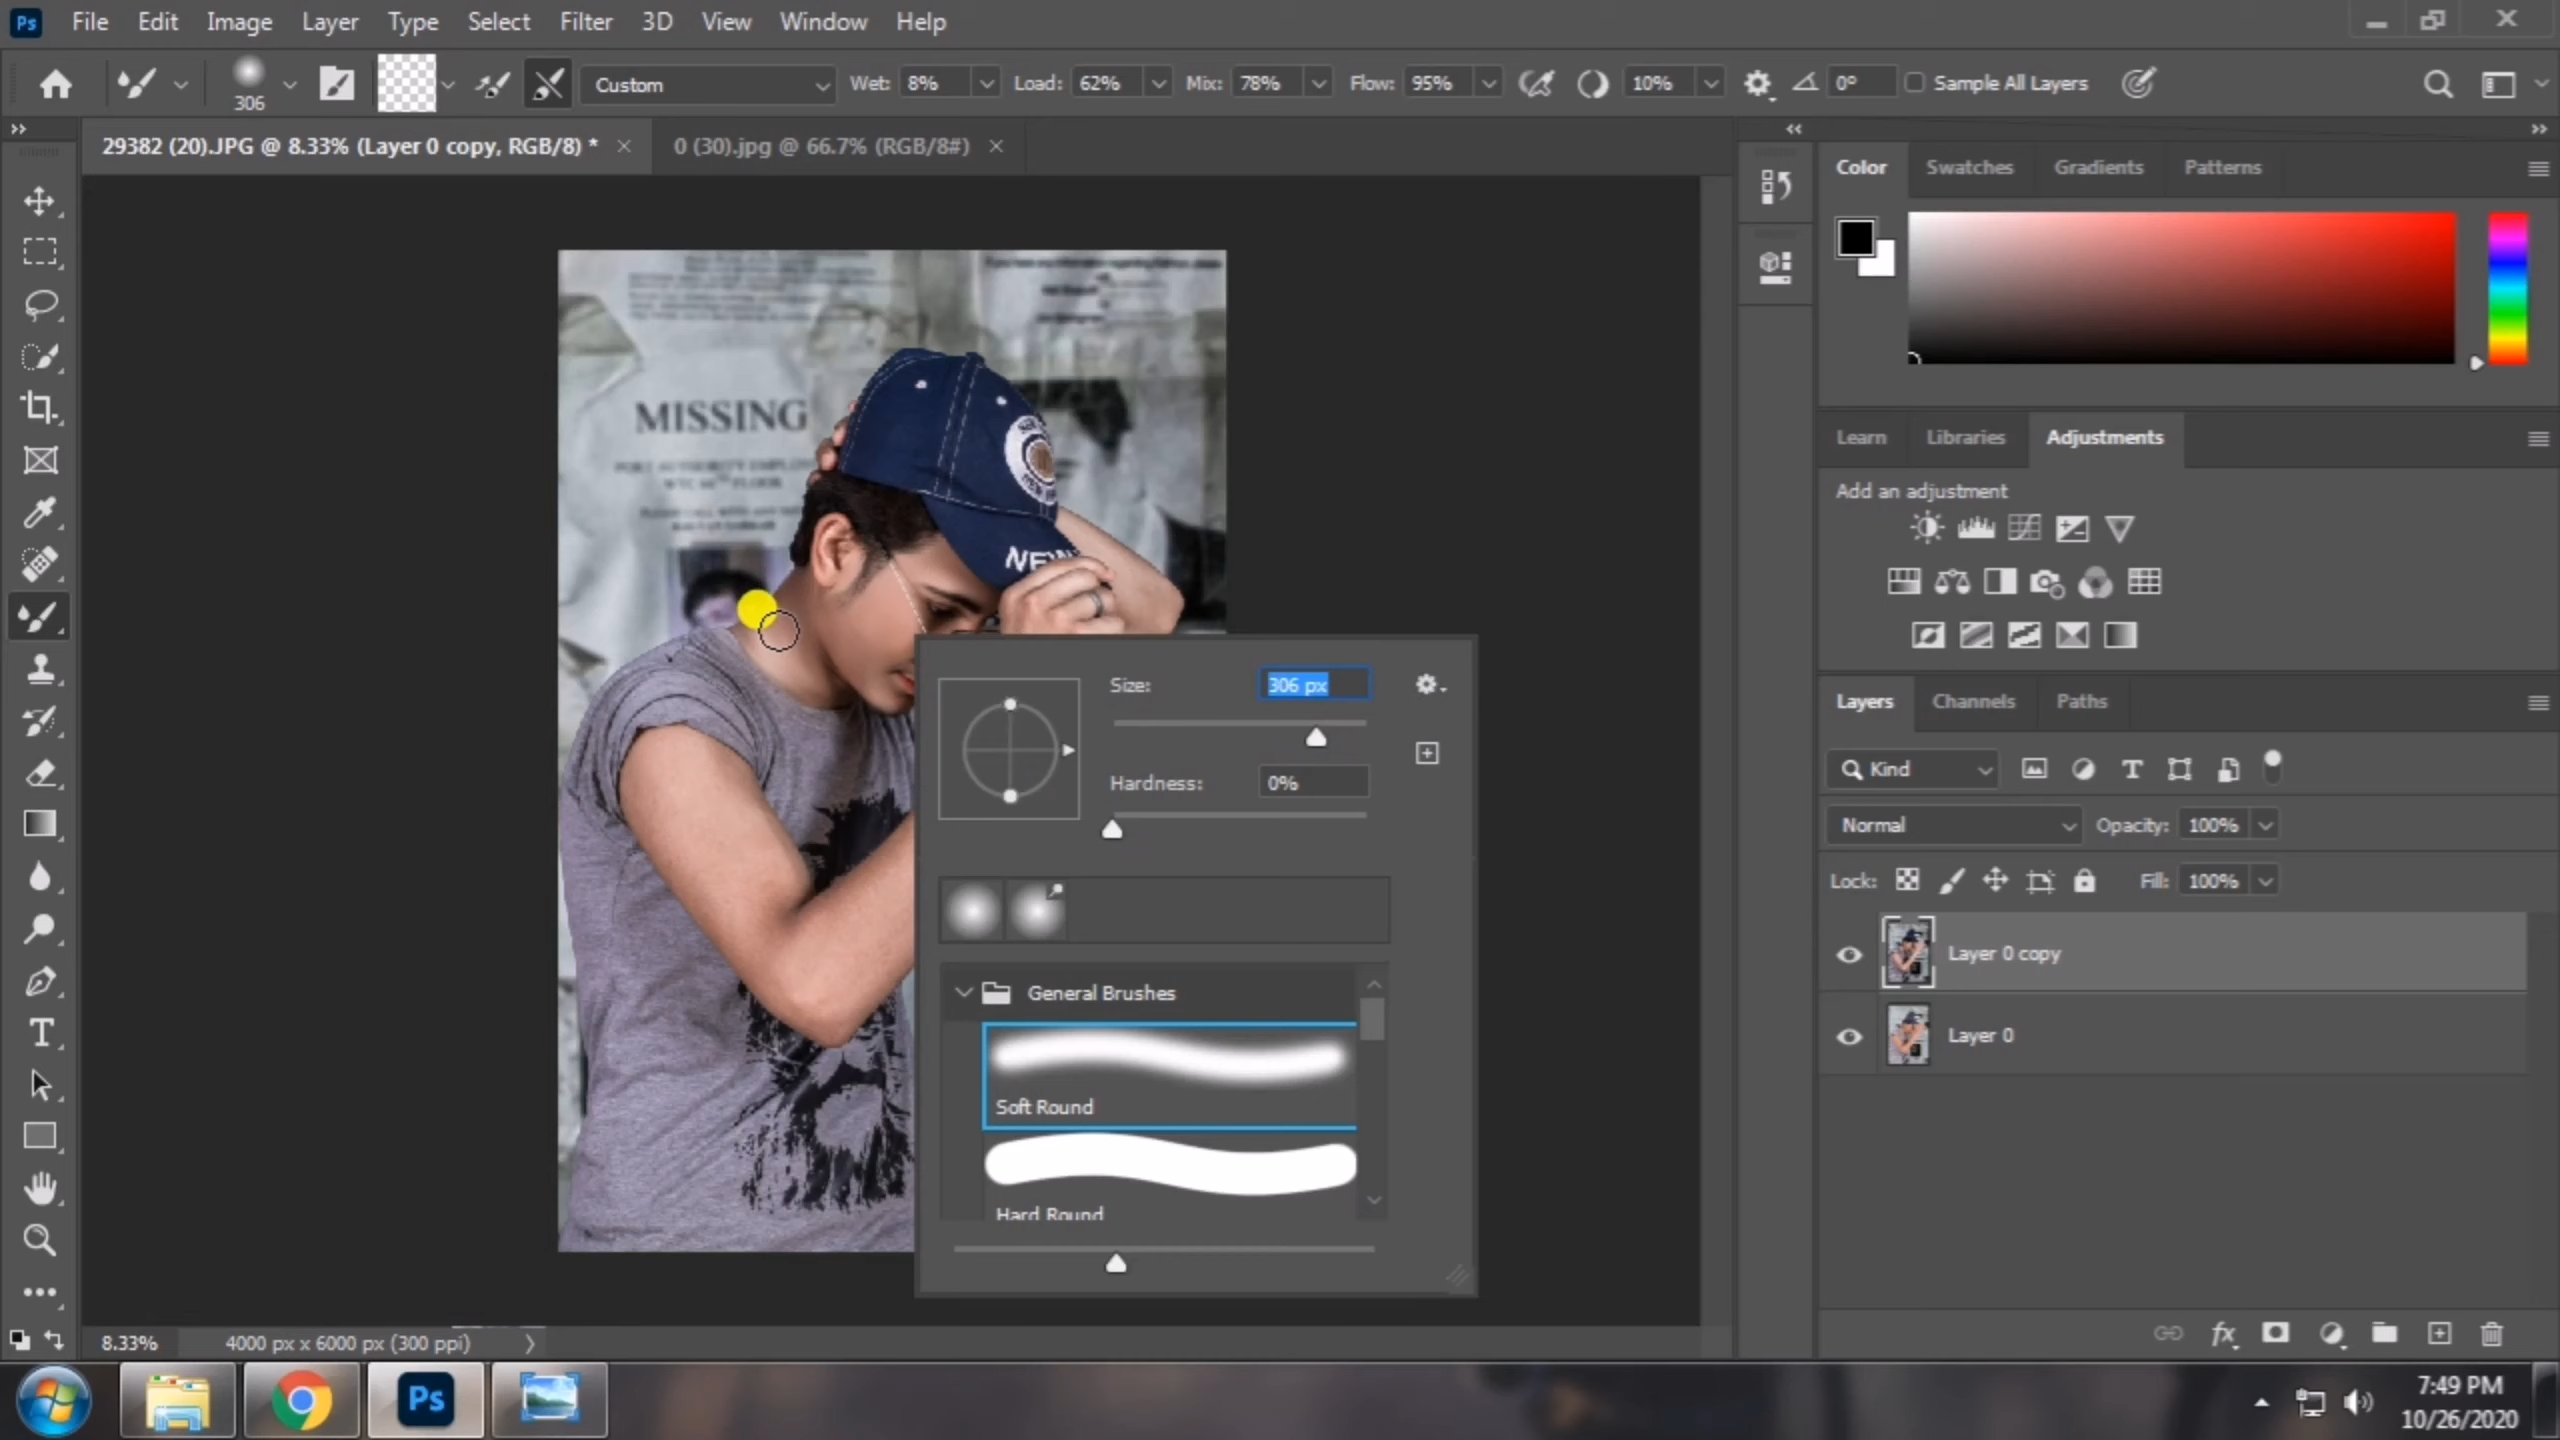 Ps File Edit Image Layer Type Select Filter 3D View Window Help
306 Custom Wet: 8% Load: 62% Mix: 78% Flow: 95% 10% 0° Sample All Layers
29382 (20).JPG @ 8.33% (Layer 0 copy, RGB/8) * × 0 (30).jpg @ 66.7% (RGB/8#) ×
Color Swatches Gradients Patterns
MISSING
NEW
Learn Libraries Adjustments
Add an adjustment
Size: 306 px
Hardness: 0%
General Brushes
Soft Round
Hard Round
Layers Channels Paths
Kind
Normal Opacity: 100%
Lock: Fill: 100%
Layer 0 copy
Layer 0
8.33% 4000 px x 6000 px (300 ppi)
Ps
7:49 PM
10/26/2020